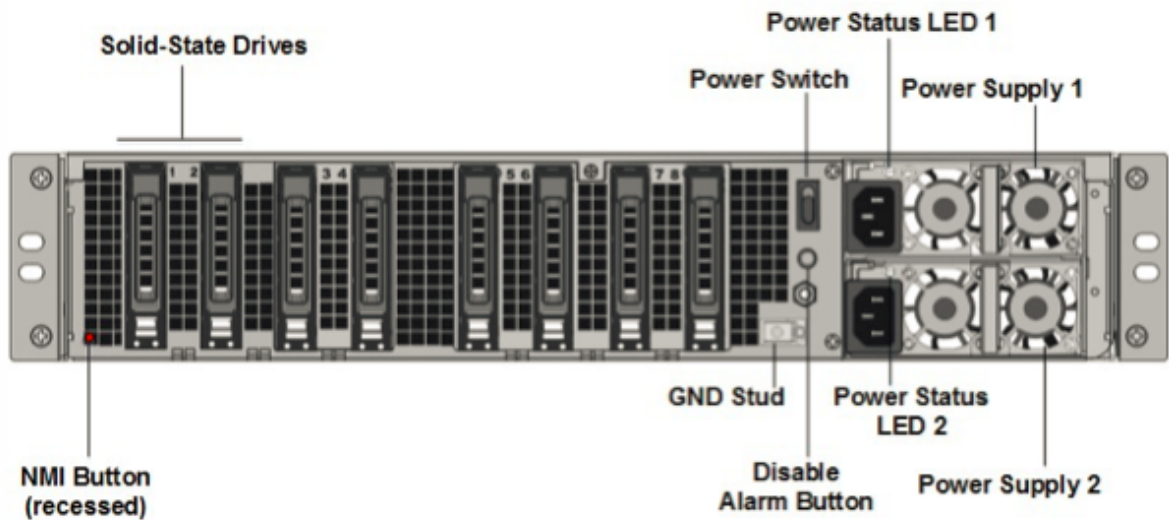 Power Status LED 1
Solid-State Drives
Power Switch
Power Supply 1
1 2
3 4
5 6
7 8
GND Stud
Power Status
LED 2
NMI Button
(recessed)
Disable
Alarm Button
Power Supply 2